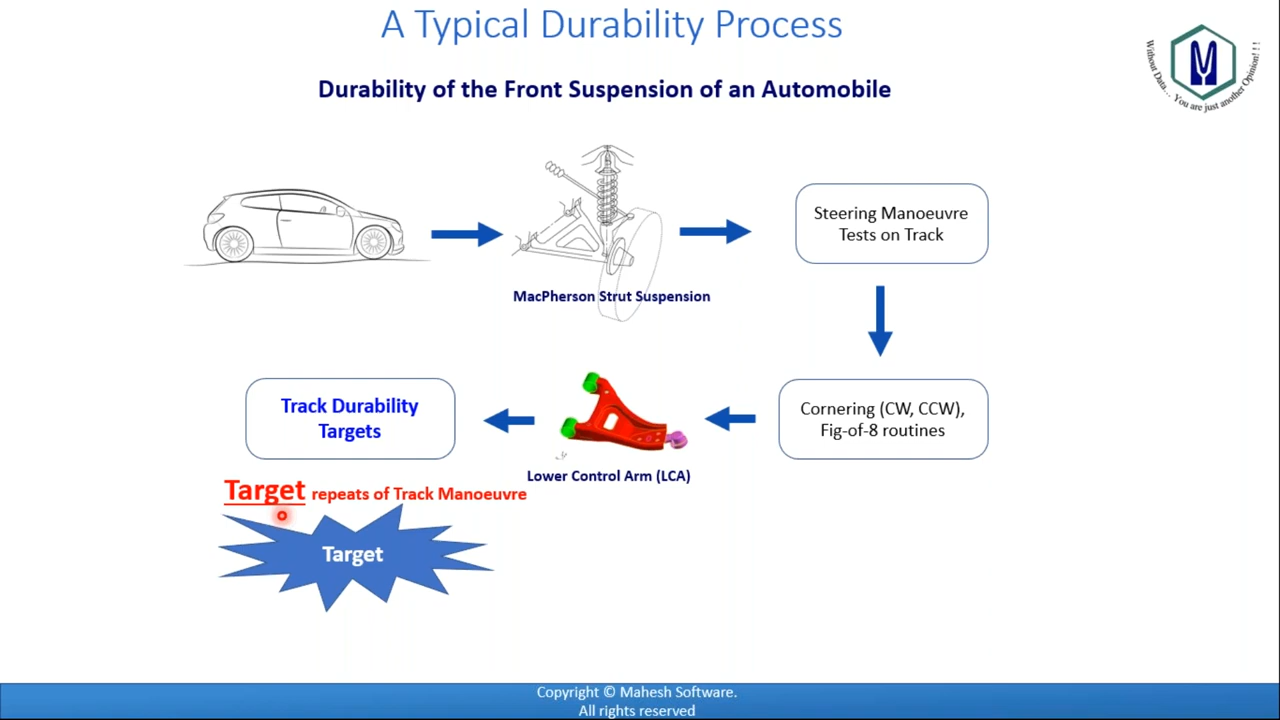 A Typical Durability Process
Durability of the Front Suspension of an Automobile
Without Data... You are just another Opinion! ! !
MacPherson Strut Suspension
Steering Manoeuvre
Tests on Track
Cornering (CW, CCW),
Fig-of-8 routines
Lower Control Arm (LCA)
Track Durability
Targets
Target repeats of Track Manoeuvre
Target
Copyright © Mahesh Software.
All rights reserved